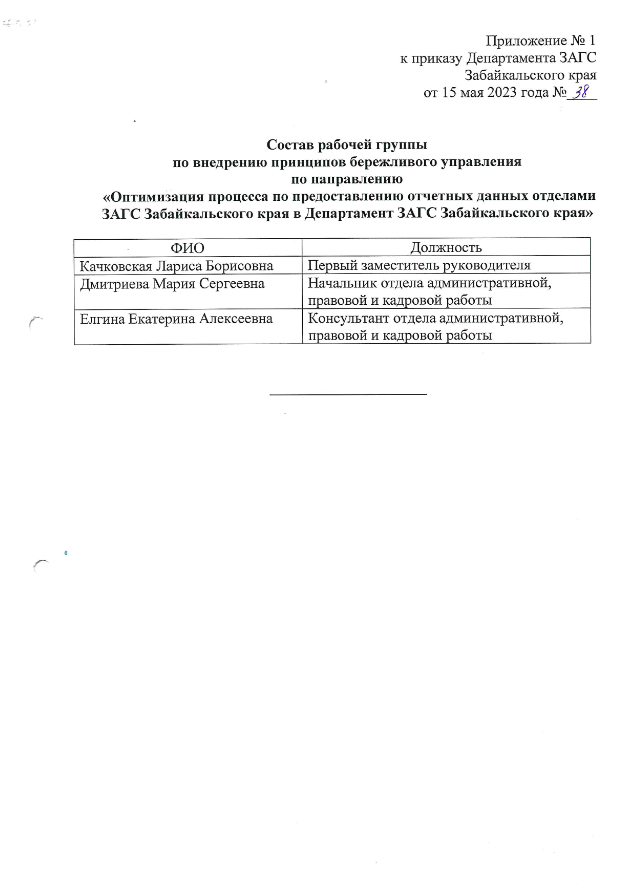 Приложение № 1
к приказу Департамента ЗАГС
Забайкальского края
от 15 мая 2023 года № 38
Состав рабочей группы
по внедрению принципов бережливого управления
по направлению
«Оптимизация процесса по предоставлению отчетных данных отделами
ЗАГС Забайкальского края в Департамент ЗАГС Забайкальского края»
ФИО Должность
Качковская Лариса Борисовна Первый заместитель руководителя
Дмитриева Мария Сергеевна Начальник отдела административной,
правовой и кадровой работы
Елгина Екатерина Алексеевна Консультант отдела административной,
правовой и кадровой работы